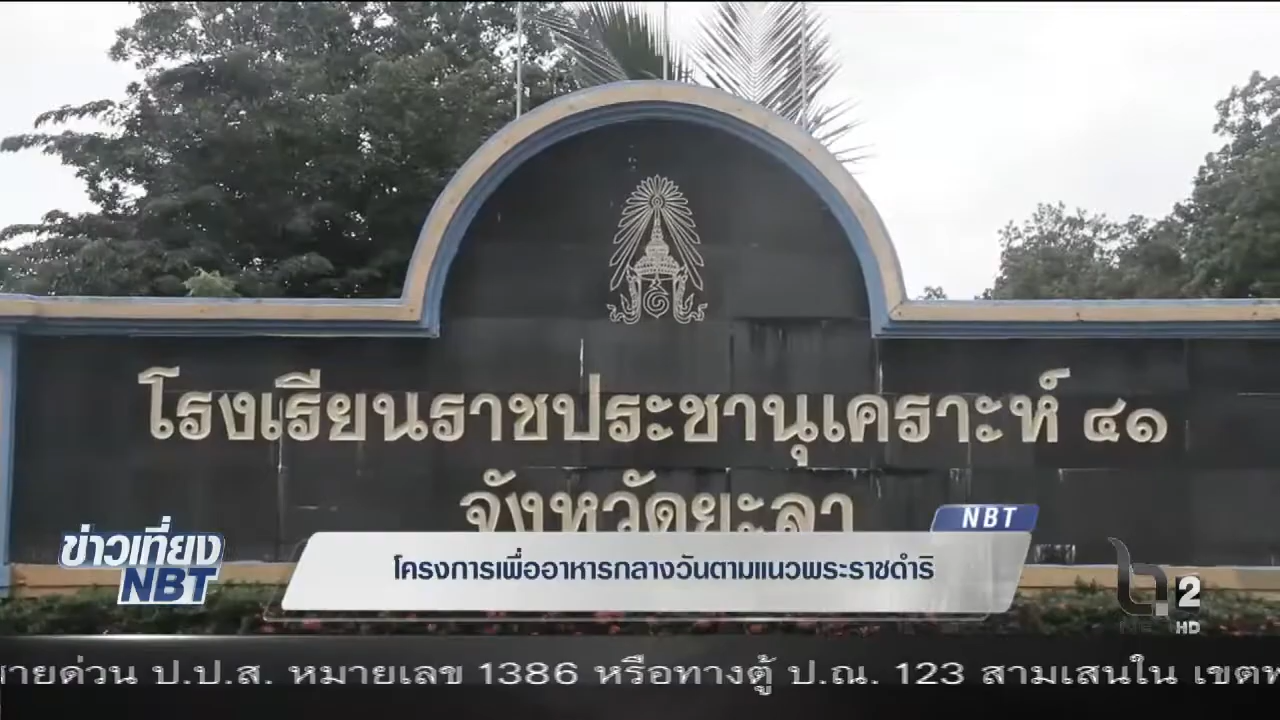 โรงเรียนราชประชานุเคราะห์ ๔๑
จังหวัดยะลา
NBT
ข่าวเที่ยง
NBT
โครงการเพื่ออาหารกลางวันตามแนวพระราชดำริ
2
HD
ายด่วน ป.ป.ส. หมายเลข 1386 หรือทางตู้ ป.ณ. 123 สามเสนใน เขตพ